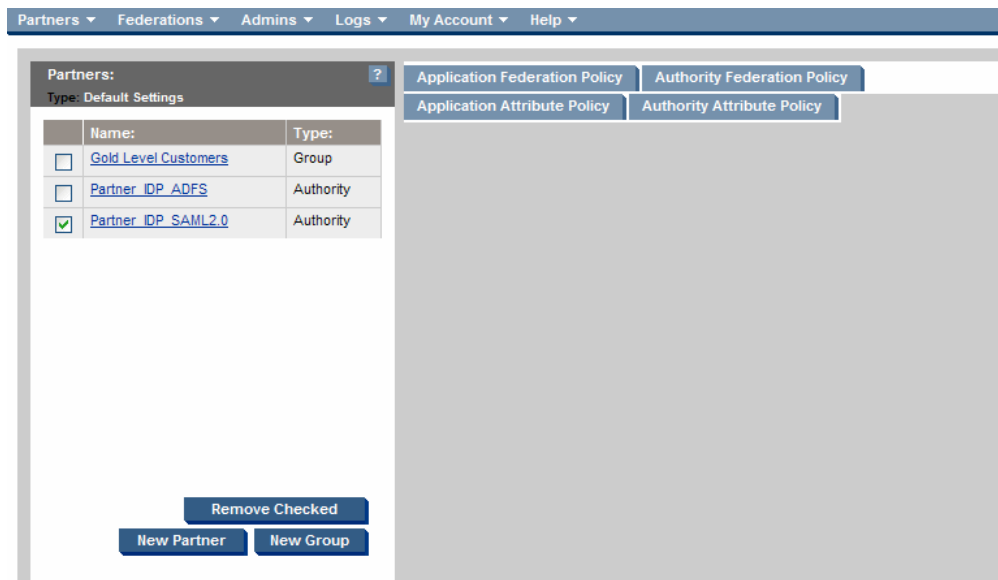 Partners Federations Admins Logs My Account Help
Partners: ?
Type: Default Settings
Name: Type:
Gold Level Customers Group
Partner_IDP_ADFS Authority
Partner_IDP_SAML2.0 Authority
Remove Checked
New Partner New Group
Application Federation Policy Authority Federation Policy
Application Attribute Policy Authority Attribute Policy